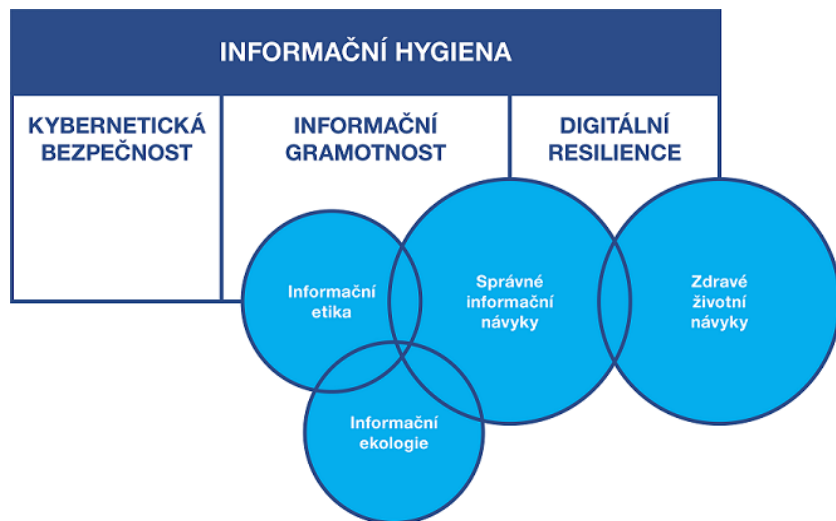 INFORMAČNÍ HYGIENA
KYBERNETICKÁ
BEZPEČNOST
INFORMAČNÍ
GRAMOTNOST
DIGITÁLNÍ
RESILIENCE
Informační
etika
Správné
informační
návyky
Zdravé
životní
návyky
Informační
ekologie